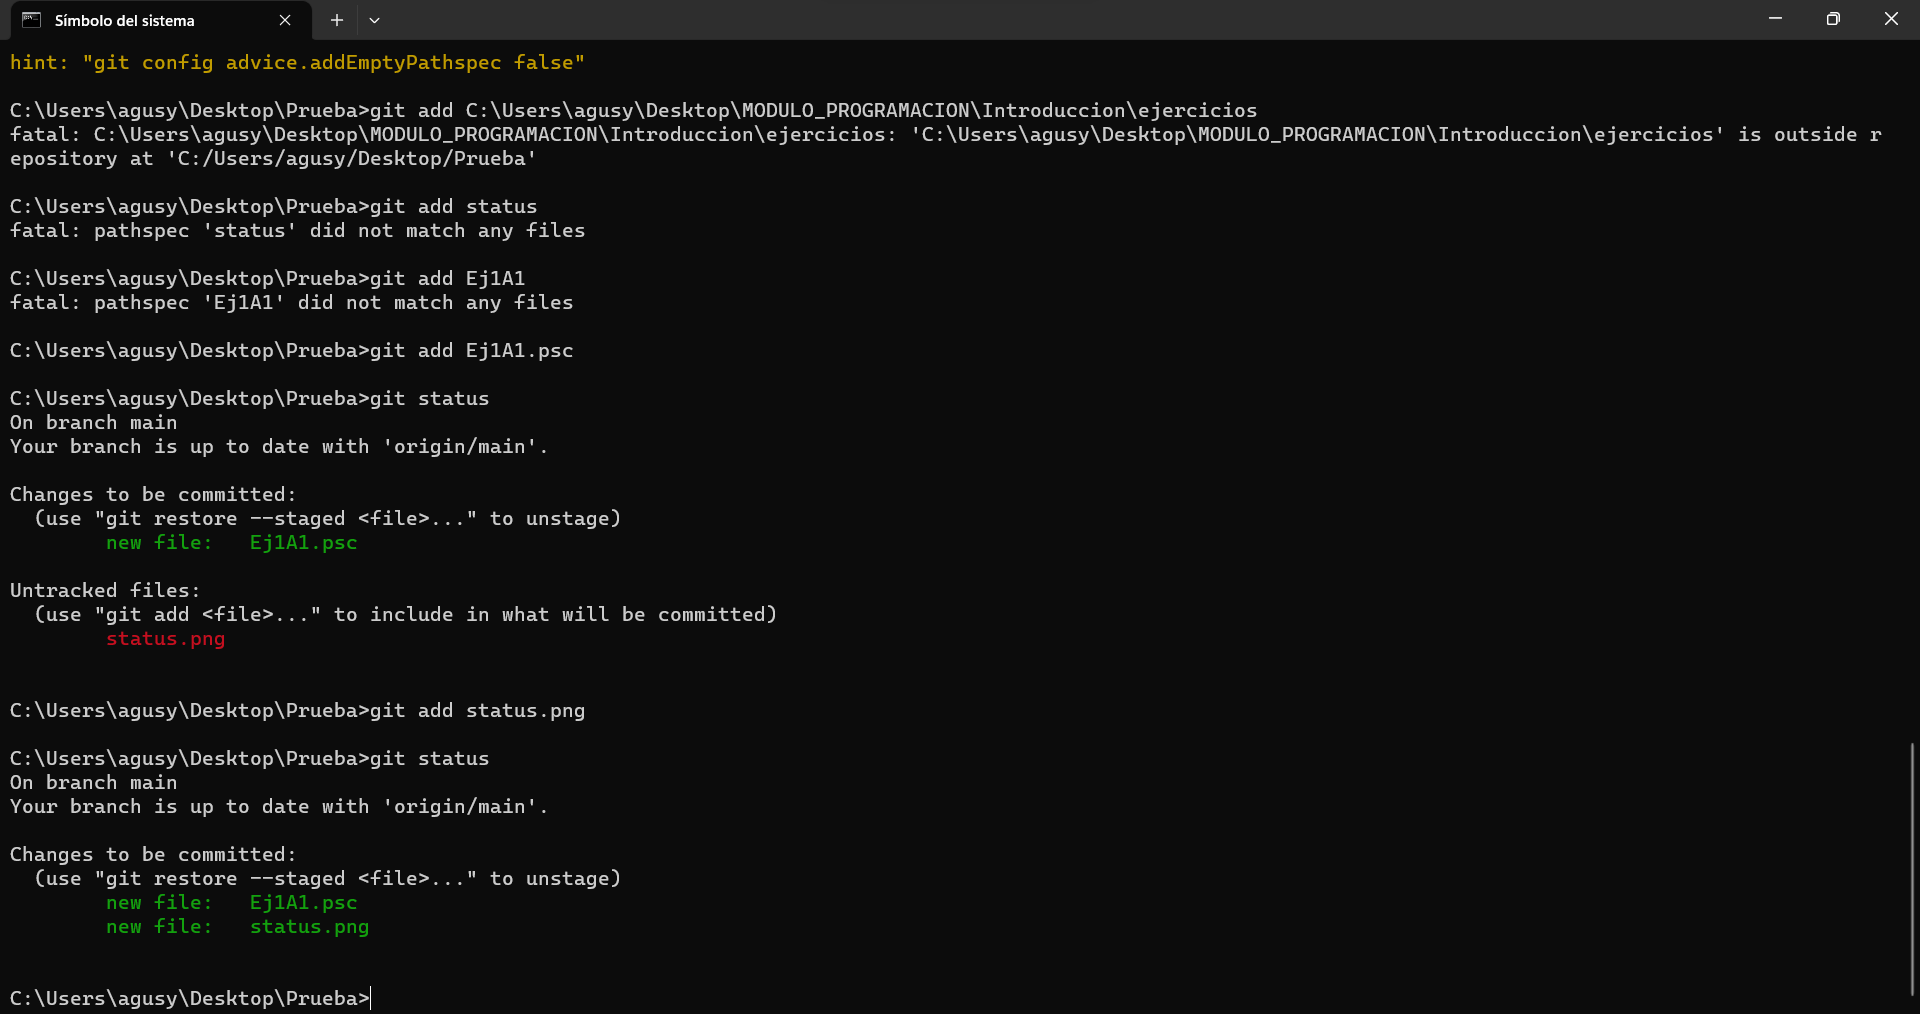 Símbolo del sistema
hint: "git config advice.addEmptyPathspec false"
C:\Users\agusy\Desktop\Prueba>git add C:\Users\agusy\Desktop\MODULO_PROGRAMACION\Introduccion\ejercicios
fatal: C:\Users\agusy\Desktop\MODULO_PROGRAMACION\Introduccion\ejercicios: 'C:\Users\agusy\Desktop\MODULO_PROGRAMACION\Introduccion\ejercicios' is outside r
epository at 'C:/Users/agusy/Desktop/Prueba'
C:\Users\agusy\Desktop\Prueba>git add status
fatal: pathspec 'status' did not match any files
C:\Users\agusy\Desktop\Prueba>git add Ej1A1
fatal: pathspec 'Ej1A1' did not match any files
C:\Users\agusy\Desktop\Prueba>git add Ej1A1.psc
C:\Users\agusy\Desktop\Prueba>git status
On branch main
Your branch is up to date with 'origin/main'.
Changes to be committed:
  (use "git restore --staged <file>..." to unstage)
        new file:   Ej1A1.psc
Untracked files:
  (use "git add <file>..." to include in what will be committed)
        status.png
C:\Users\agusy\Desktop\Prueba>git add status.png
C:\Users\agusy\Desktop\Prueba>git status
On branch main
Your branch is up to date with 'origin/main'.
Changes to be committed:
  (use "git restore --staged <file>..." to unstage)
        new file:   Ej1A1.psc
        new file:   status.png
C:\Users\agusy\Desktop\Prueba>